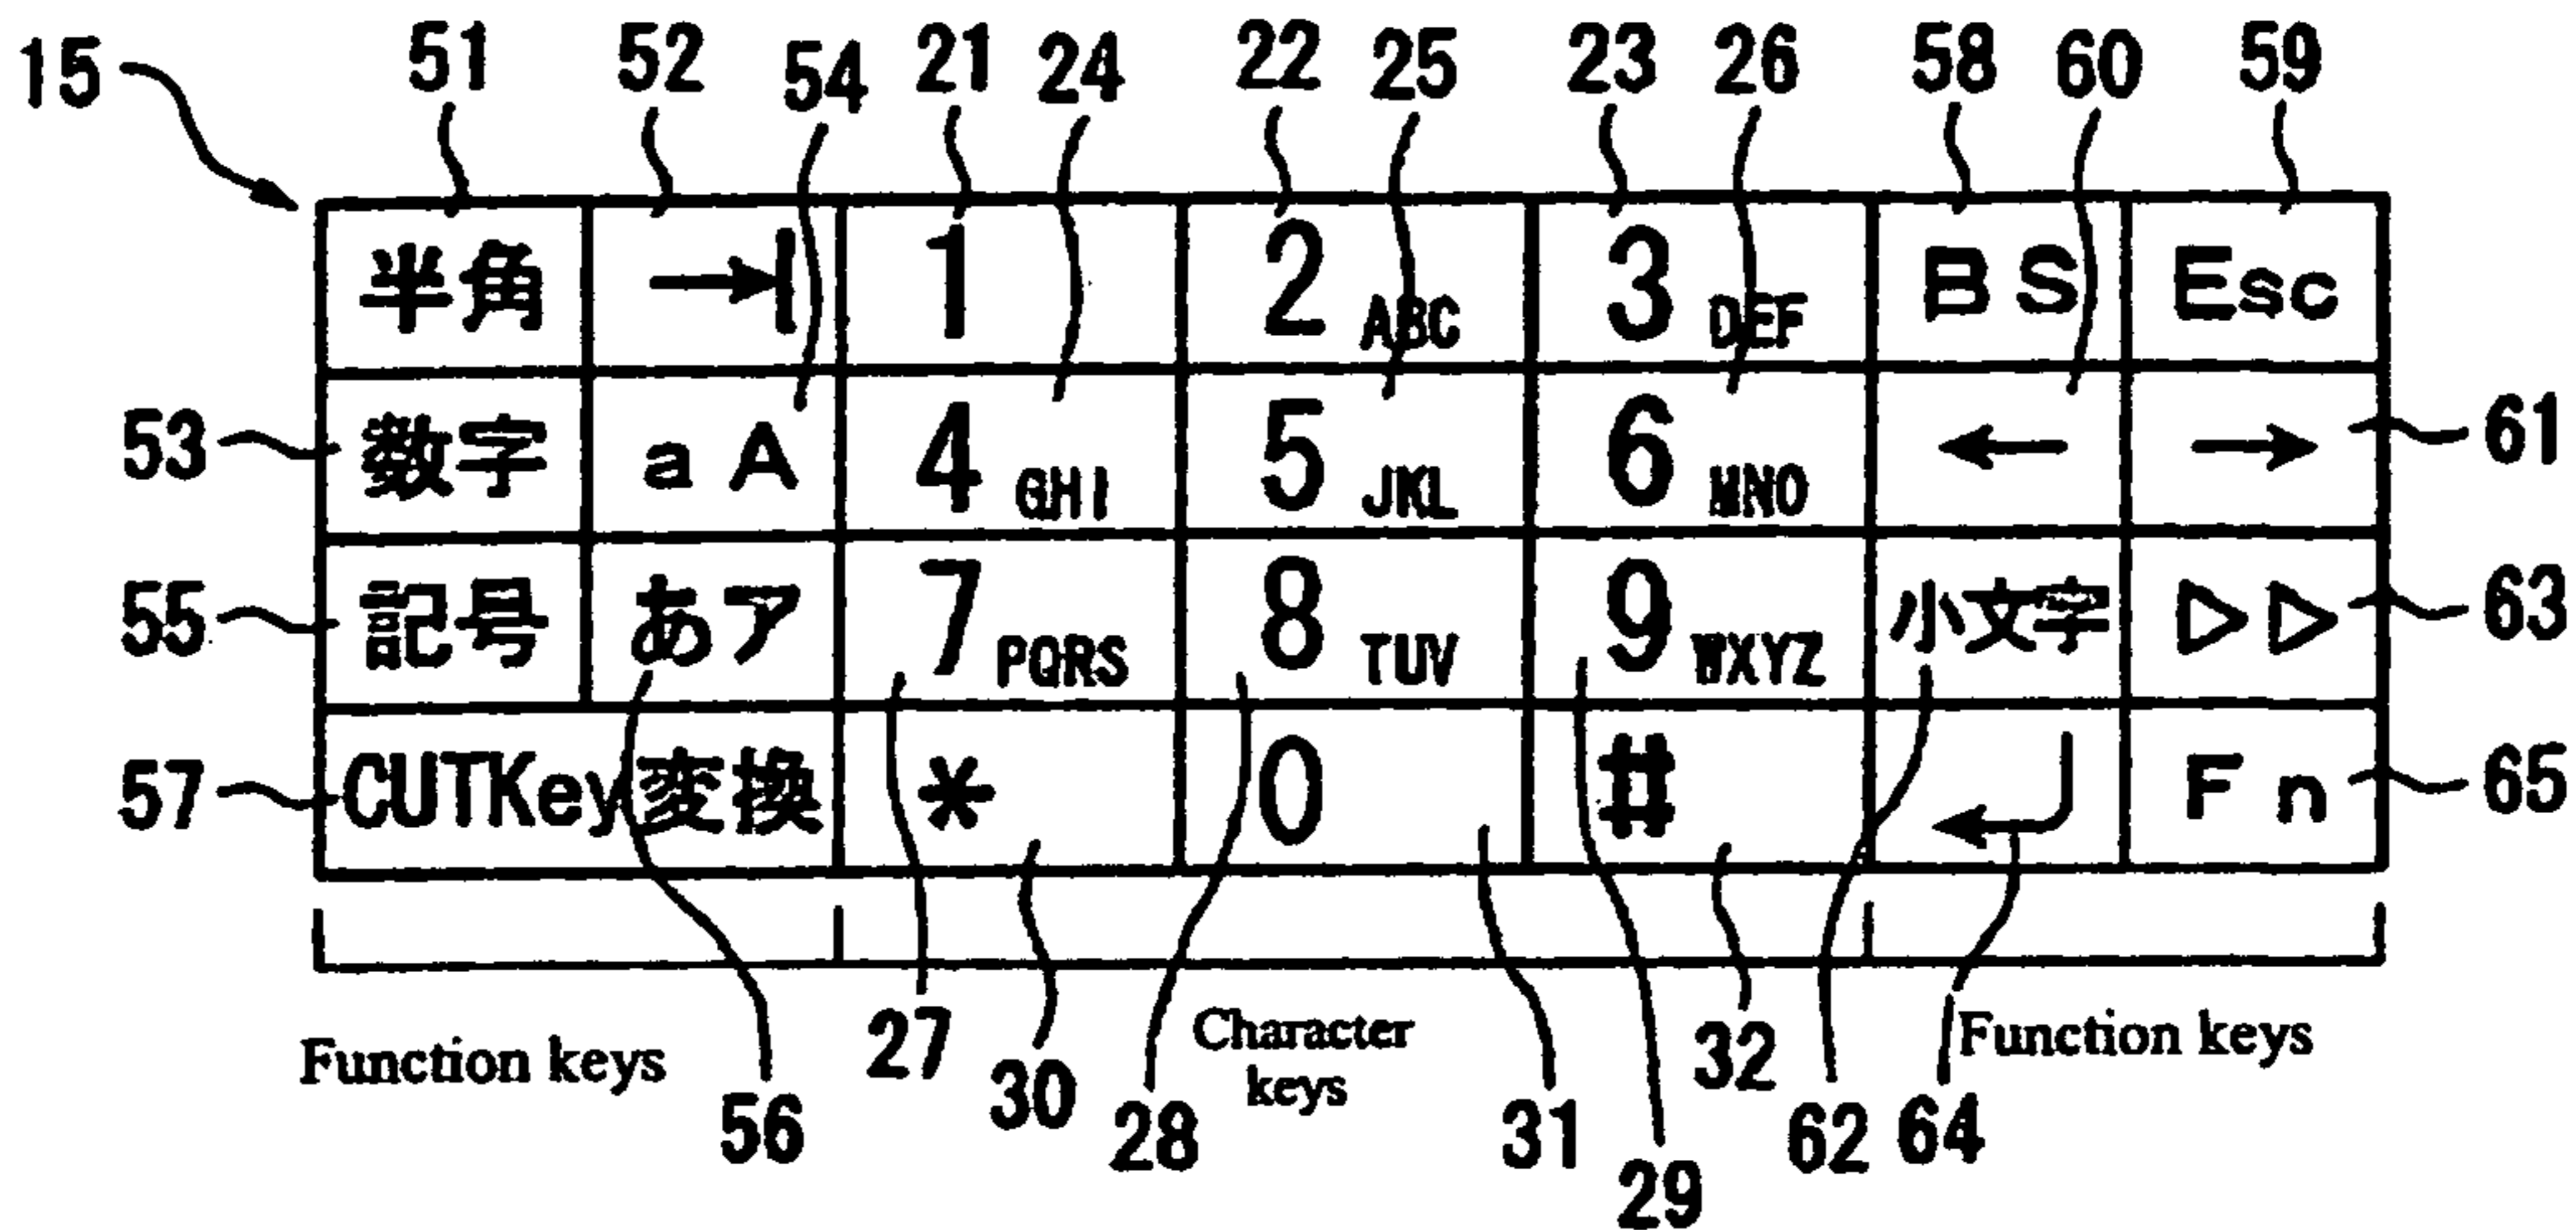 15 51 52 54 21 24 22 25 23 26 58 60 59
半角 →| 1 2 ABC 3 DEF BS Esc
53 数字 aA 4 GHI 5 JKL 6 MNO ← → 61
55 記号 あア 7 PQRS 8 TUV 9 WXYZ 小文字 ▷▷ 63
57 CUTKey変換 * 0 # ↵ Fn 65
Function keys 56 27 30 28 Character
keys 31 29 32 62 64 Function keys